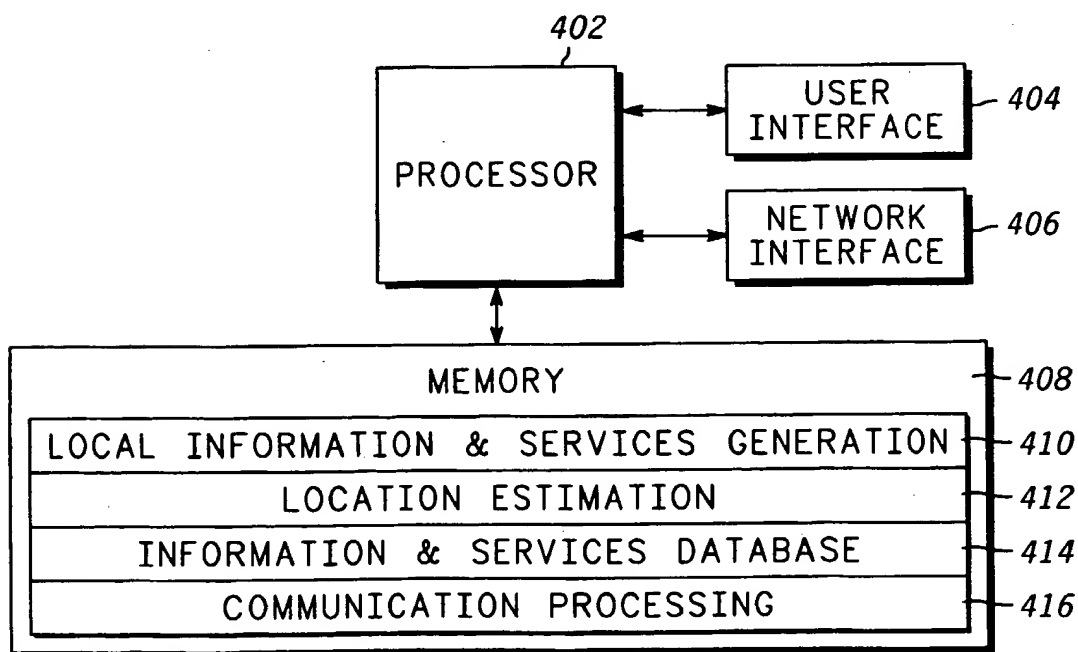 402
PROCESSOR
USER
INTERFACE
404
NETWORK
INTERFACE
406
MEMORY
408
LOCAL INFORMATION & SERVICES GENERATION
410
LOCATION ESTIMATION
412
INFORMATION & SERVICES DATABASE
414
COMMUNICATION PROCESSING
416